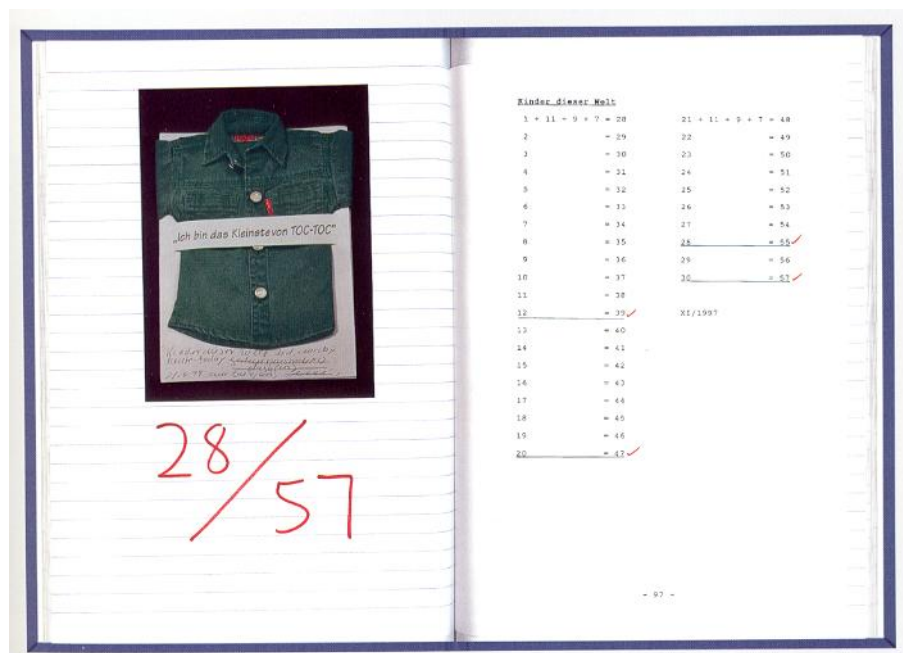 „Ich bin das Kleinste von TOC-TOC"
Kinder dieser Welt
28/57
Kinder dieser Welt
1 + 11 + 9 + 7 = 28
2 = 29
3 = 30
4 = 31
5 = 32
6 = 33
7 = 34
8 = 35
9 = 36
10 = 37
11 = 38
12 = 39 ✓
13 = 40
14 = 41
15 = 42
16 = 43
17 = 44
18 = 45
19 = 46
20 = 47 ✓
21 + 11 + 9 + 7 = 48
22 = 49
23 = 50
24 = 51
25 = 52
26 = 53
27 = 54
28 = 55 ✓
29 = 56
30 = 57 ✓
XI/1997
- 97 -